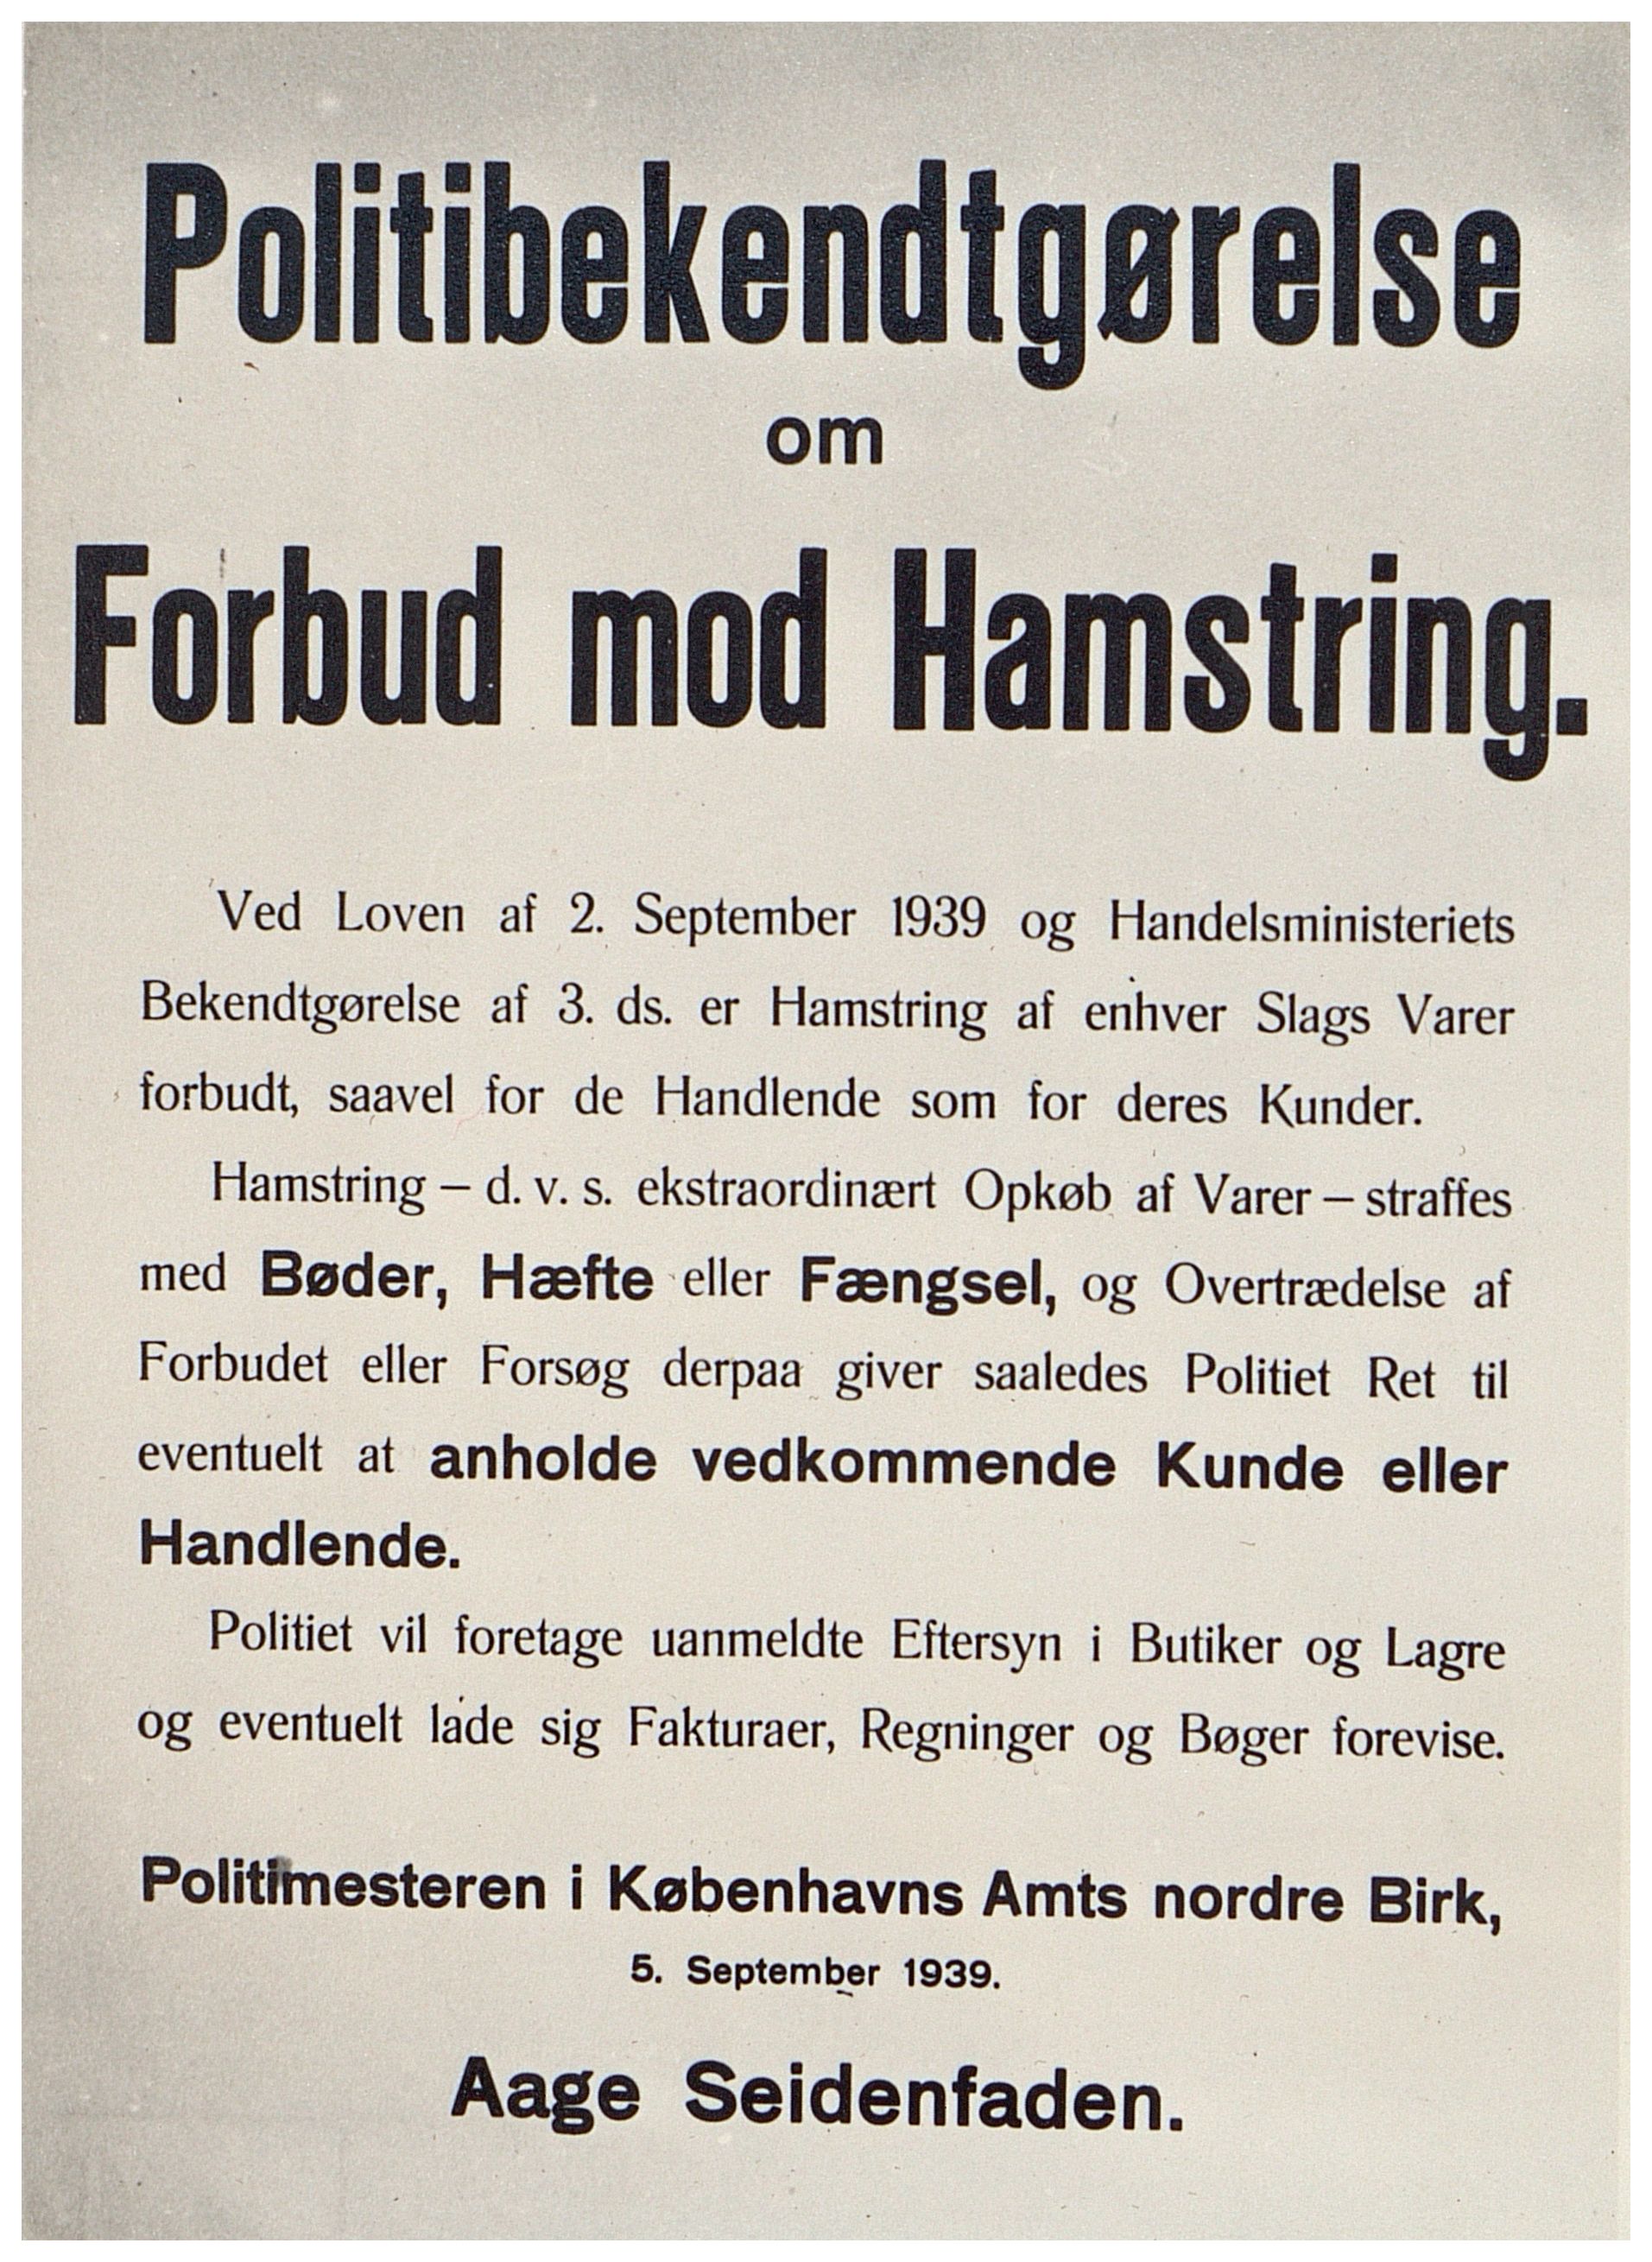 Politibekendtgørelse
om
Forbud mod Hamstring.
Ved Loven af 2. September 1939 og Handelsministeriets
Bekendtgørelse af 3. ds. er Hamstring af enhver Slags Varer
forbudt, saavel for de Handlende som for deres Kunder.
Hamstring – d. v. s. ekstraordinært Opkøb af Varer – straffes
med Bøder, Hæfte eller Fængsel, og Overtrædelse af
Forbudet eller Forsøg derpaa giver saaledes Politiet Ret til
eventuelt at anholde vedkommende Kunde eller
Handlende.
Politiet vil foretage uanmeldte Eftersyn i Butiker og Lagre
og eventuelt lade sig Fakturaer, Regninger og Bøger forevise.
Politimesteren i Københavns Amts nordre Birk,
5. September 1939.
Aage Seidenfaden.